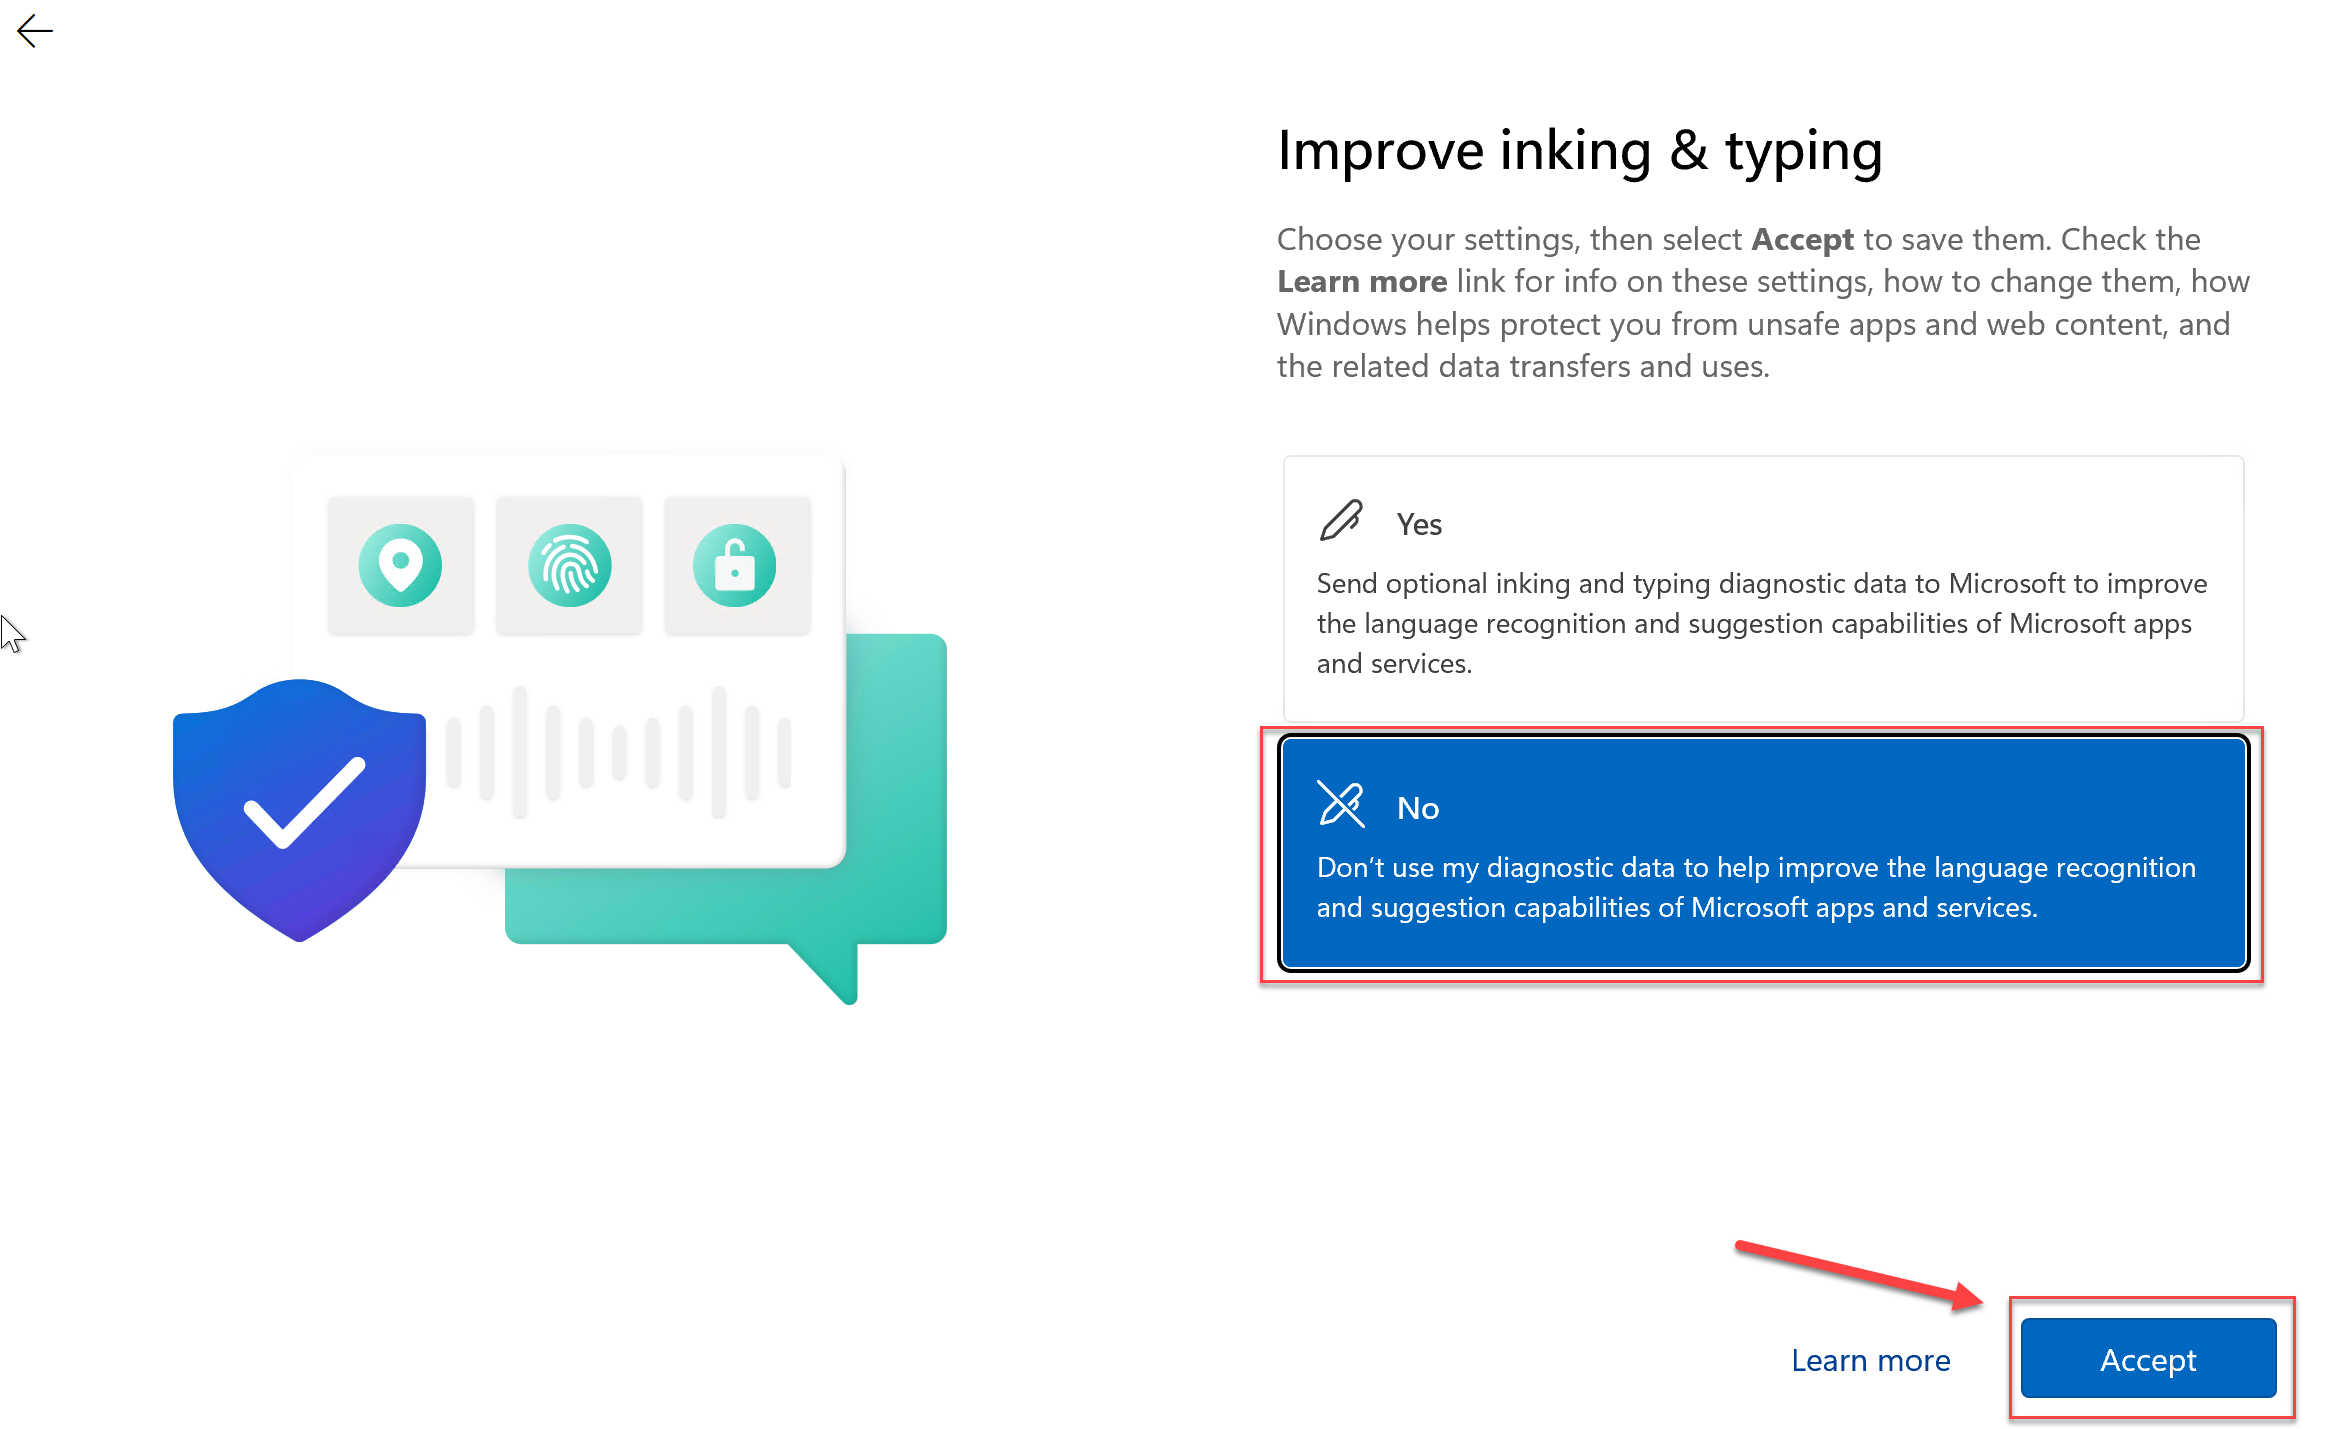 Improve inking & typing
Choose your settings, then select Accept to save them. Check the
Learn more link for info on these settings, how to change them, how
Windows helps protect you from unsafe apps and web content, and
the related data transfers and uses.
Yes
Send optional inking and typing diagnostic data to Microsoft to improve
the language recognition and suggestion capabilities of Microsoft apps
and services.
No
Don’t use my diagnostic data to help improve the language recognition
and suggestion capabilities of Microsoft apps and services.
Learn more
Accept